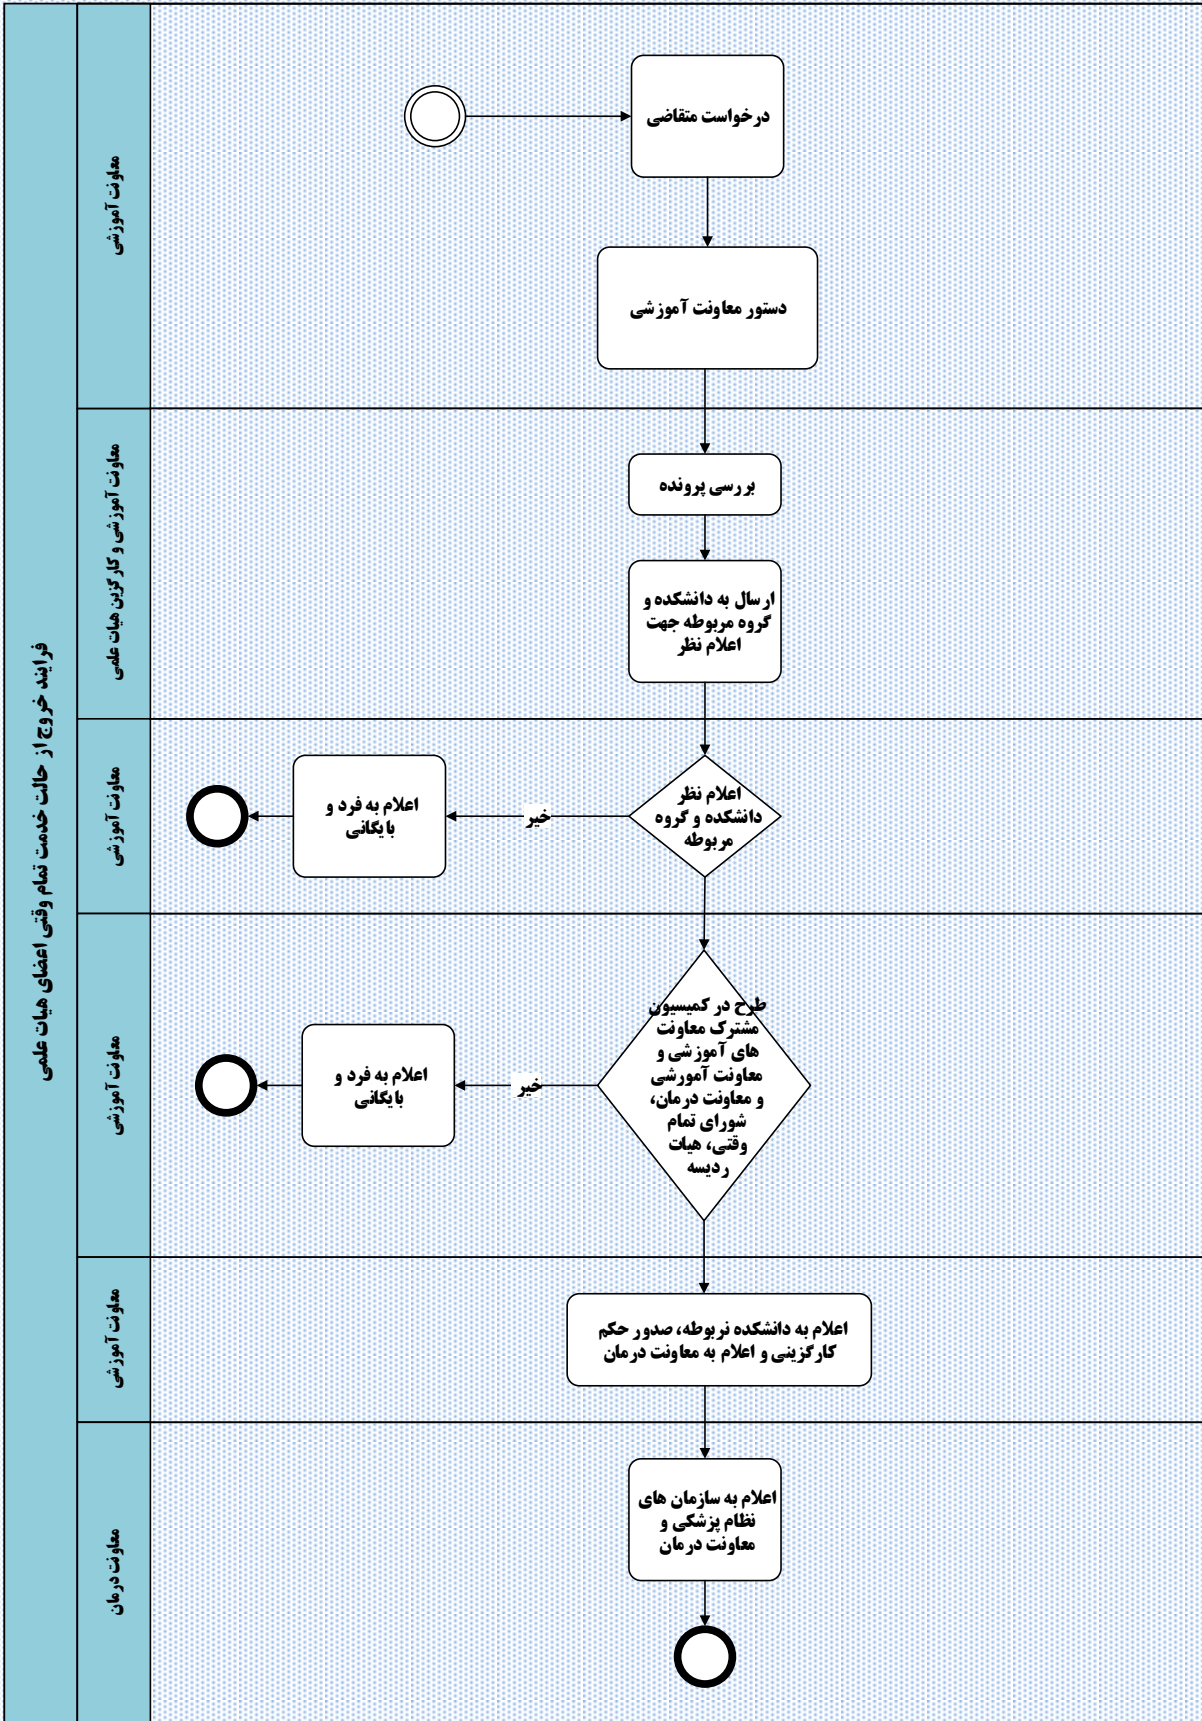 فرایند خروج از حالت خدمت تمام وقتی اعضای هیات علمی
معاونت آموزشی
درخواست متقاضی
دستور معاونت آموزشی
معاونت آموزشی و کارگزین هیات علمی
بررسی پرونده
ارسال به دانشکده و
گروه مربوطه جهت
اعلام نظر
معاونت آموزشی
اعلام نظر
دانشکده و گروه
مربوطه
خیر
اعلام به فرد و
بایگانی
معاونت آموزشی
طرح در کمیسیون
مشترک معاونت
های آموزشی و
معاونت آمورشی
و معاونت درمان،
شورای تمام
وقتی، هیات
ردیسه
خیر
اعلام به فرد و
بایگانی
معاونت آموزشی
اعلام به دانشکده نربوطه، صدور حکم
کارگزینی و اعلام به معاونت درمان
معاونت درمان
اعلام به سازمان های
نظام پزشکی و
معاونت درمان